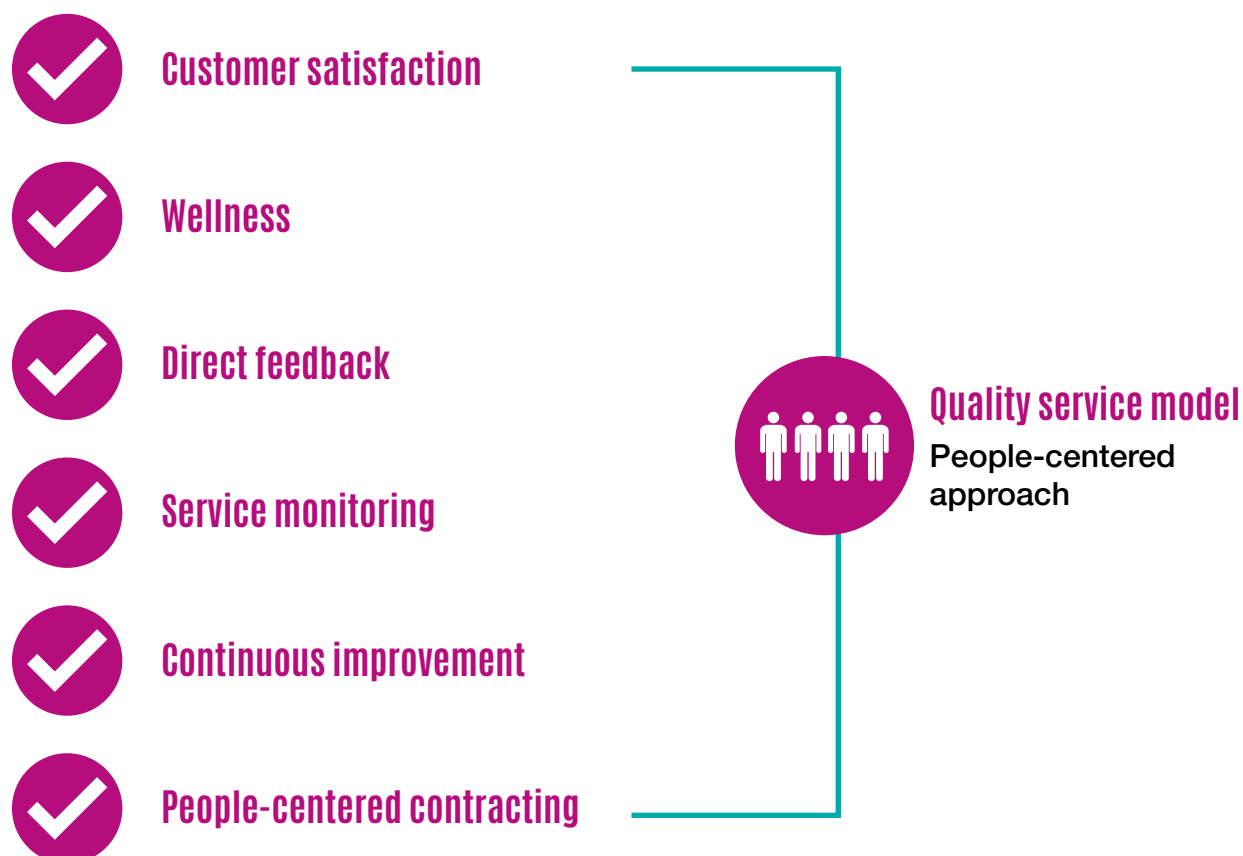 Customer satisfaction
Wellness
Direct feedback
Service monitoring
Continuous improvement
People-centered contracting
Quality service model
People-centered
approach